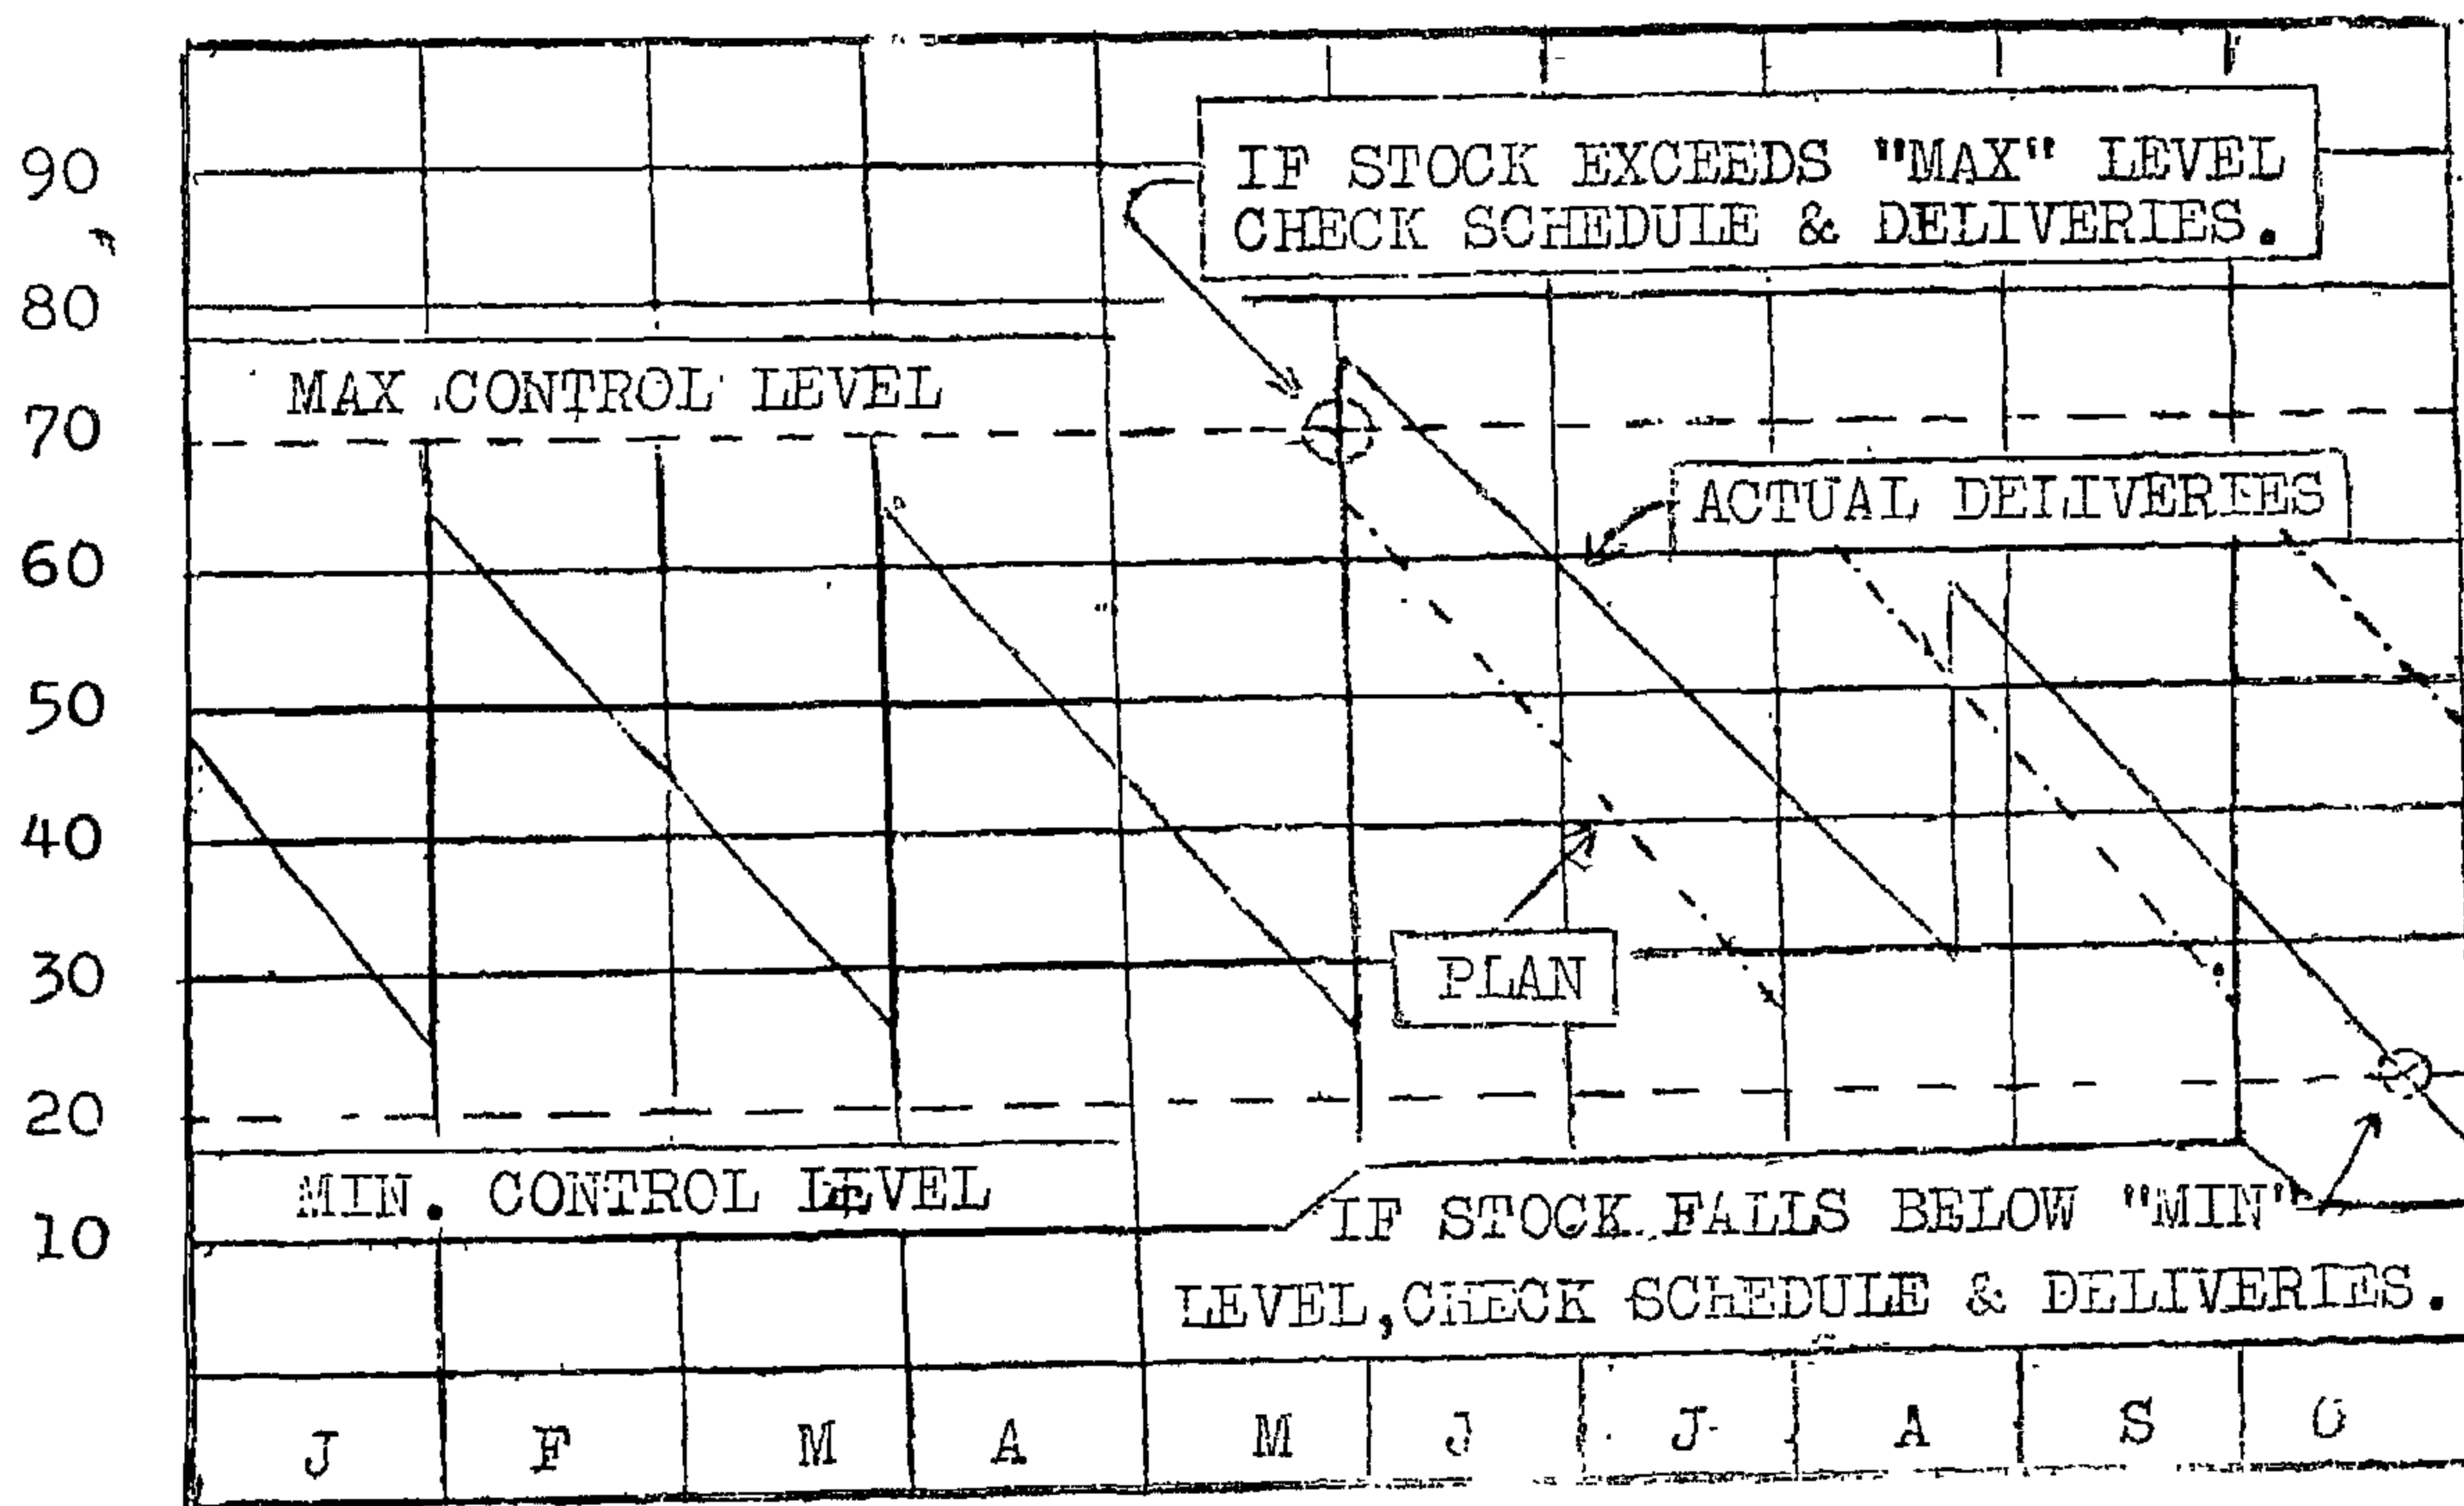 90
IF STOCK EXCEEDS "MAX" LEVEL
CHECK SCHEDULE & DELIVERIES.
80
MAX CONTROL LEVEL
70
ACTUAL DELIVERIES
60
50
40
30
PLAN
20
MIN. CONTROL LEVEL
10
IF STOCK FALLS BELOW "MIN"
LEVEL, CHECK SCHEDULE & DELIVERIES.
J F M A M J J A S O